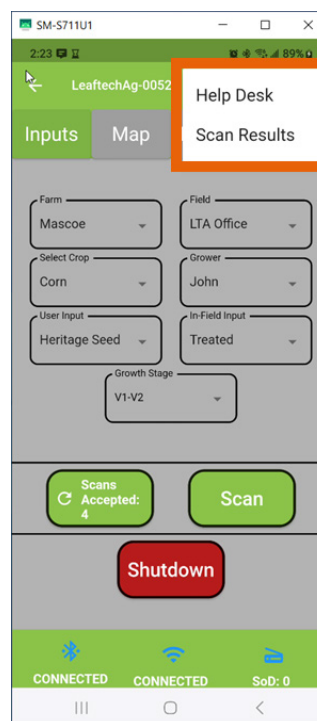 SM-S711U1
2:23
89%
LeaftechAg-0052
Help Desk
Scan Results
Inputs
Map
Farm
Mascoe
Field
LTA Office
Select Crop
Corn
Grower
John
User Input
Heritage Seed
In-Field Input
Treated
Growth Stage
V1-V2
Scans
Accepted:
4
Scan
Shutdown
CONNECTED
CONNECTED
SoD: 0